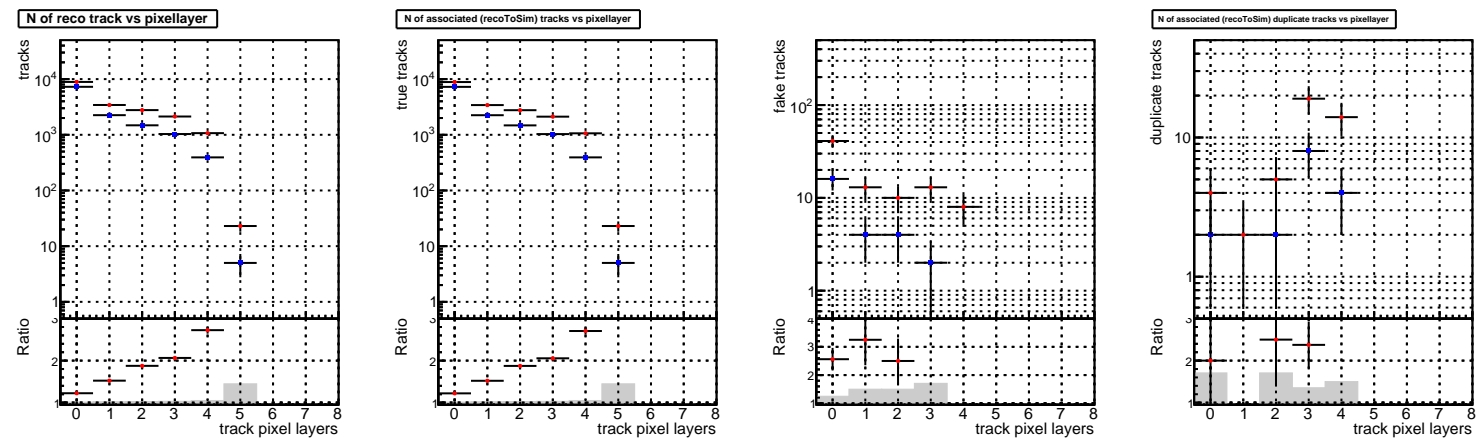 N of reco track vs pixellayer
tracks
10⁴
10³
10²
10
1
Ratio
3
2
1
0 1 2 3 4 5 6 7 8
track pixel layers
N of associated (recoToSim) tracks vs pixellayer
true tracks
10⁴
10³
10²
10
1
Ratio
3
2
1
0 1 2 3 4 5 6 7 8
track pixel layers
fake tracks
10²
10
1
Ratio
4
3
2
1
0 1 2 3 4 5 6 7 8
track pixel layers
N of associated (recoToSim) duplicate tracks vs pixellayer
duplicate tracks
10
1
Ratio
3
2
1
0 1 2 3 4 5 6 7 8
track pixel layers